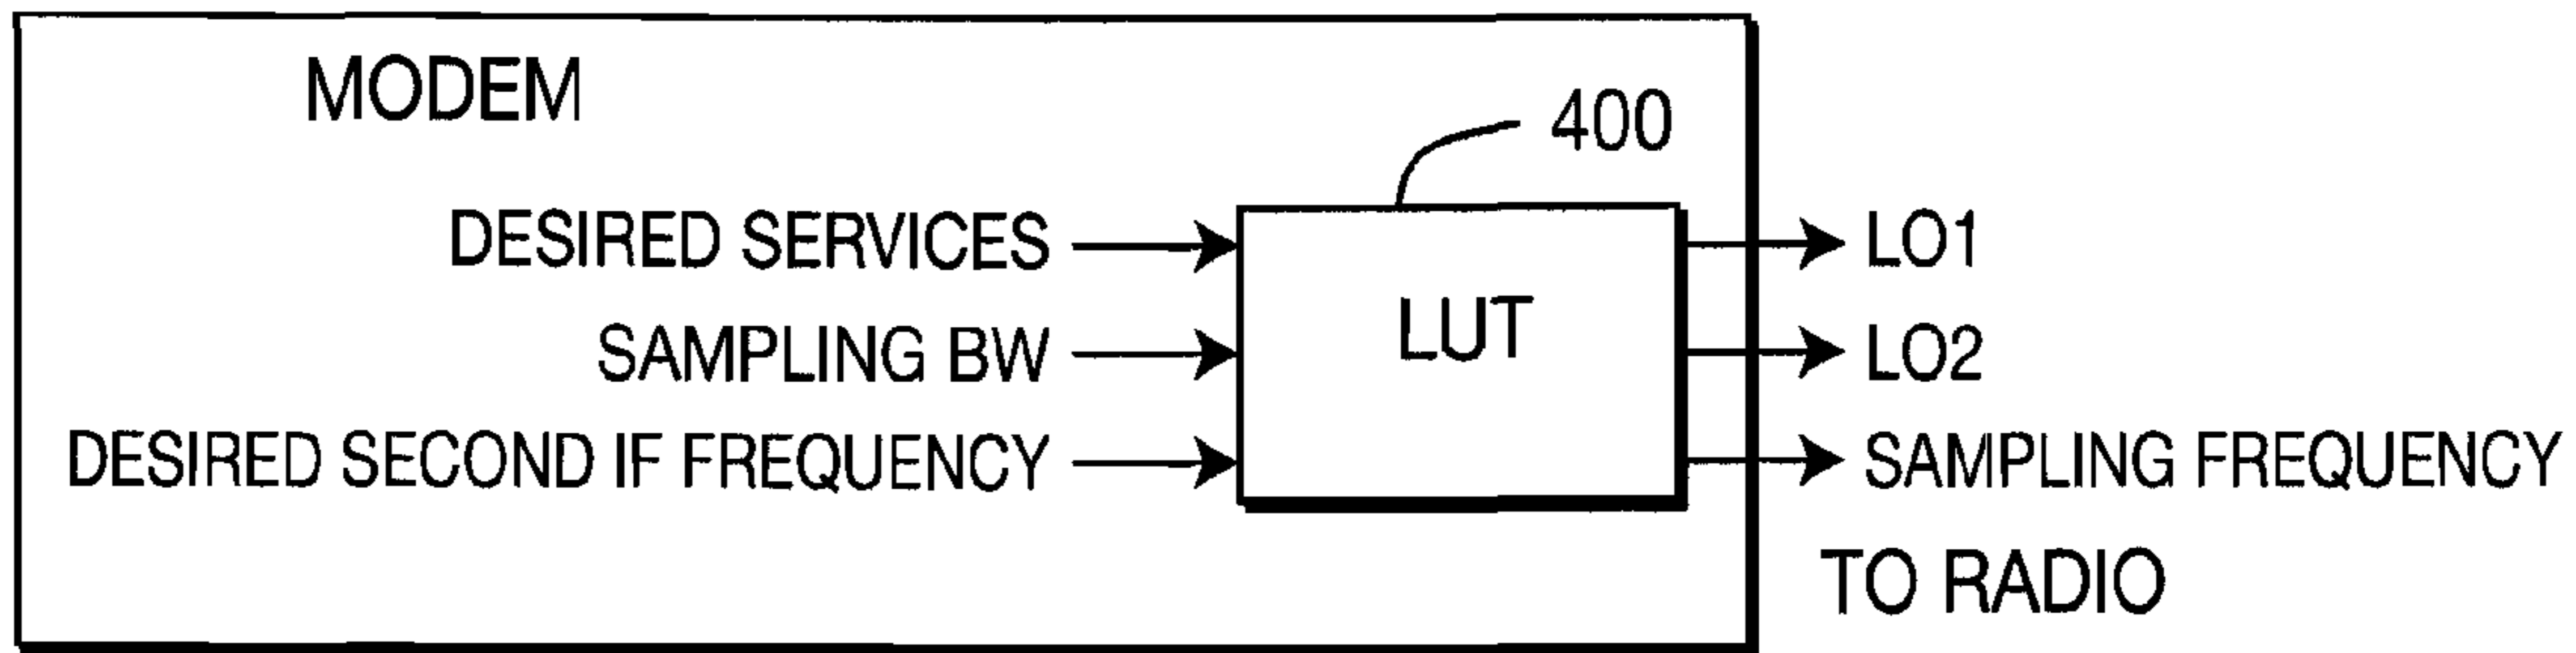 MODEM
400
DESIRED SERVICES
LO1
SAMPLING BW
LUT
LO2
DESIRED SECOND IF FREQUENCY
SAMPLING FREQUENCY
TO RADIO